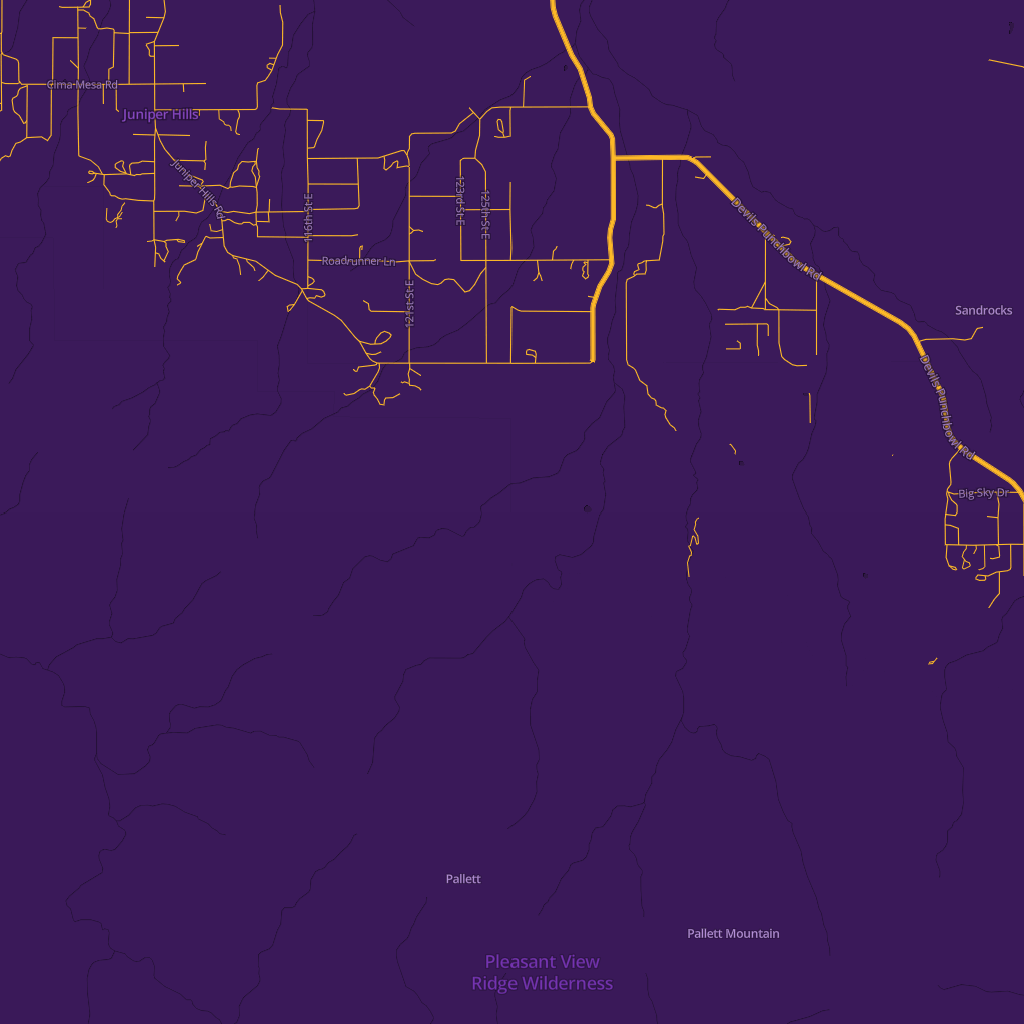 Cima Mesa Rd
Juniper Hills
Juniper Hills Rd
116th St E
123rd St E
125th St E
Devils Punchbowl Rd
Roadrunner Ln
121st St E
Sandrocks
Devils Punchbowl Rd
Big Sky Dr
Pallett
Pallett Mountain
Pleasant View
Ridge Wilderness